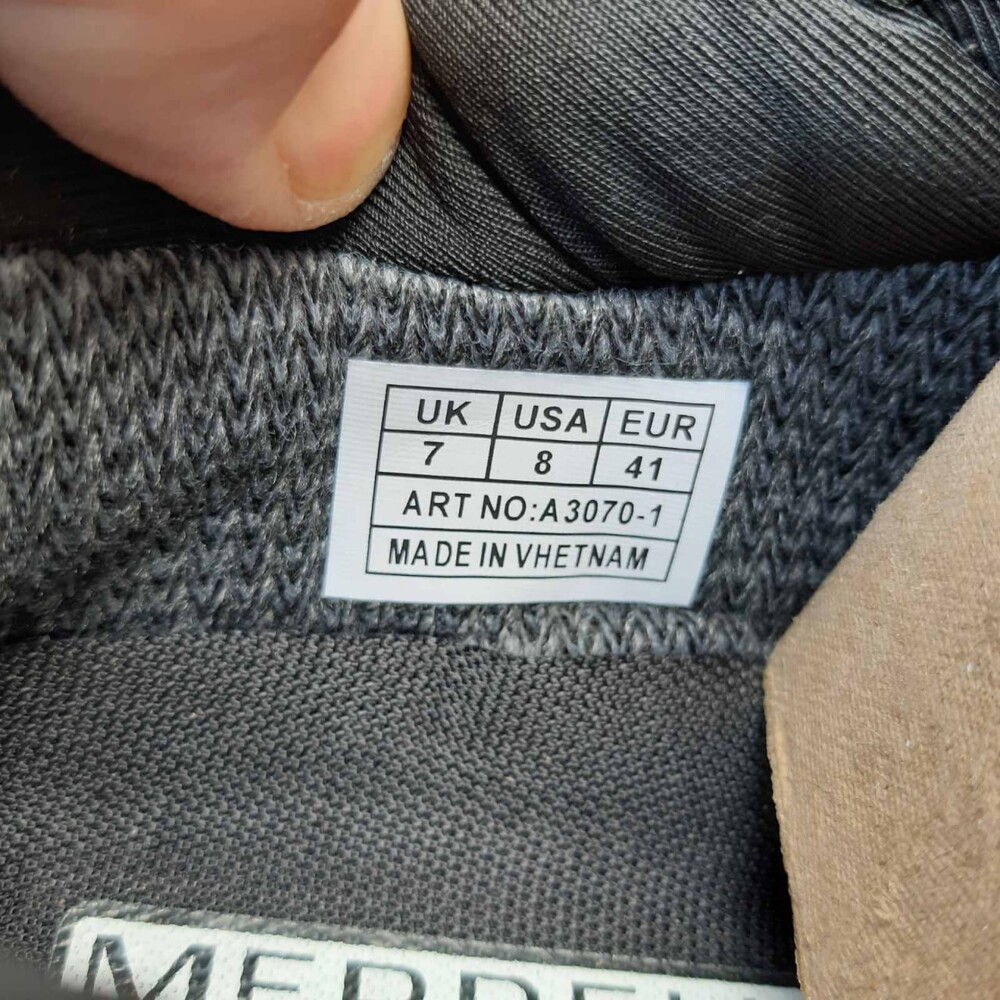 UK USA EUR
7 8 41
ART NO:A3070-1
MADE IN VHETNAM